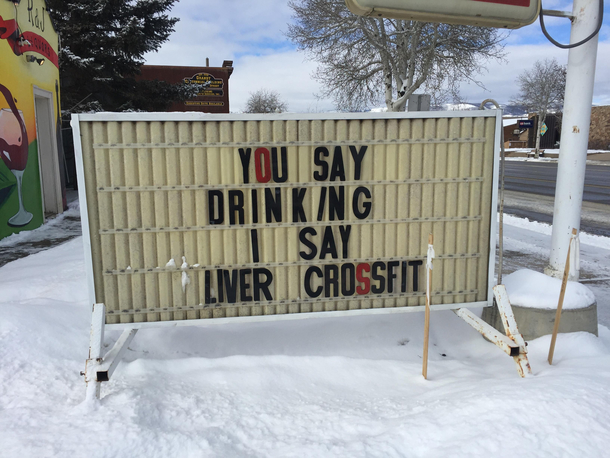 YOU SAY
DRINKING
I SAY
LIVER CROSSFIT
R&J